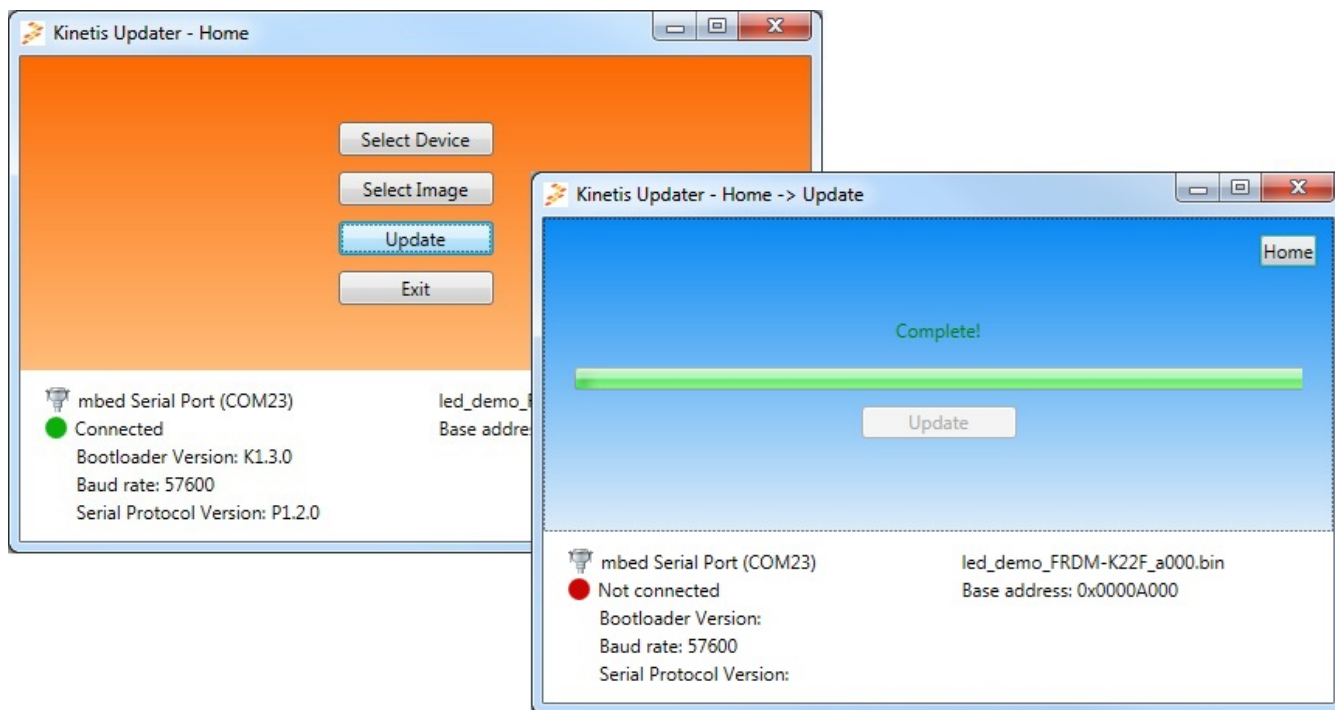 Kinetis Updater - Home
Select Device
Select Image
Update
Exit
mbed Serial Port (COM23)
Connected
Bootloader Version: K1.3.0
Baud rate: 57600
Serial Protocol Version: P1.2.0
led_demo_
Base addre
Kinetis Updater - Home -> Update
Home
Complete!
Update
mbed Serial Port (COM23)
Not connected
Bootloader Version:
Baud rate: 57600
Serial Protocol Version:
led_demo_FRDM-K22F_a000.bin
Base address: 0x0000A000